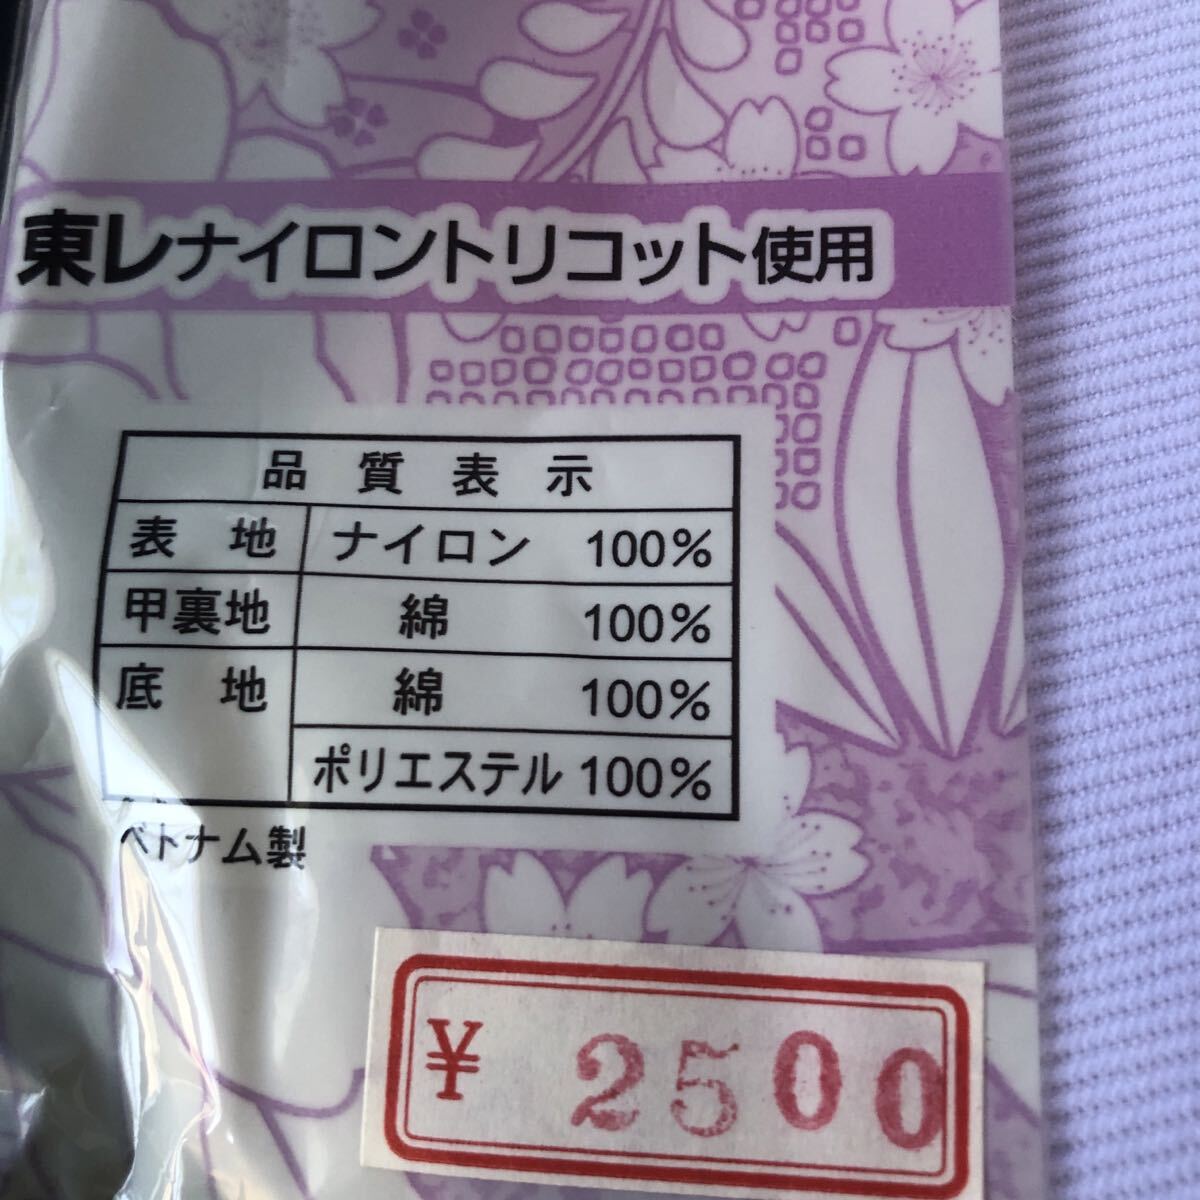 東レナイロントリコット使用
品質表示
表地 ナイロン 100%
甲裏地 綿 100%
底地 綿 100%
ポリエステル 100%
ベトナム製
¥ 2500